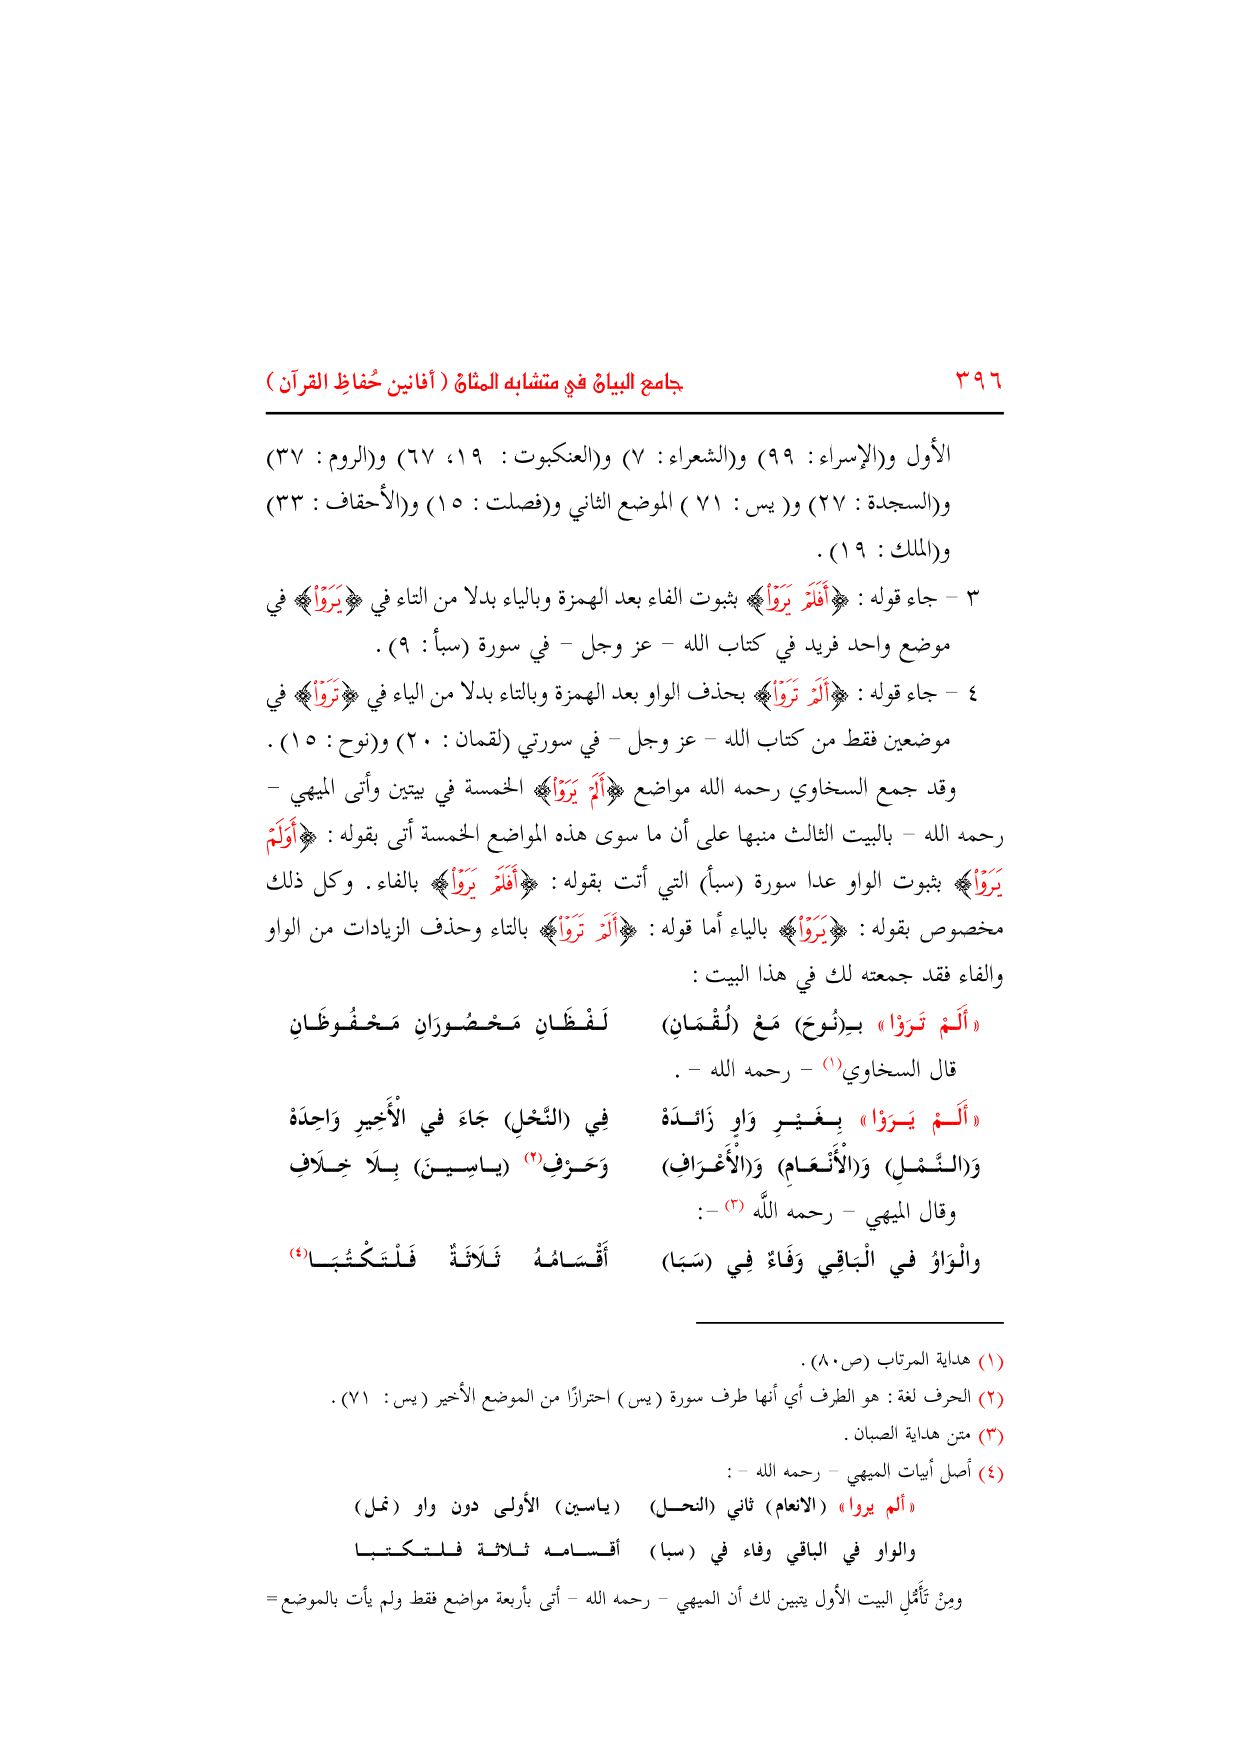 ٣٩٦ جامع البيان في متشابه المثان ( أفانين حُفاظِ القرآن )
الأول و(الإسراء : ٩٩) و(الشعراء : ٧) و(العنكبوت : ١٩، ٦٧) و(الروم : ٣٧)
و(السجدة : ٢٧) و( يس : ٧١ ) الموضع الثاني و(فصلت : ١٥) و(الأحقاف : ٣٣)
و(الملك : ١٩) .
٣ - جاء قوله : ﴿أَفَلَمْ يَرَوْا﴾ بثبوت الفاء بعد الهمزة وبالياء بدلا من التاء في ﴿يَرَوْا﴾ في
موضع واحد فريد في كتاب الله - عز وجل - في سورة (سبأ : ٩) .
٤ - جاء قوله : ﴿أَلَمْ تَرَوْا﴾ بحذف الواو بعد الهمزة وبالتاء بدلا من الياء في ﴿تَرَوْا﴾ في
موضعين فقط من كتاب الله - عز وجل - في سورتي (لقمان : ٢٠) و(نوح : ١٥) .
وقد جمع السخاوي رحمه الله مواضع ﴿أَلَمْ يَرَوْا﴾ الخمسة في بيتين وأتى الميهي -
رحمه الله - بالبيت الثالث منبها على أن ما سوى هذه المواضع الخمسة أتى بقوله : ﴿أَوَلَمْ
يَرَوْا﴾ بثبوت الواو عدا سورة (سبأ) التي أتت بقوله : ﴿أَفَلَمْ يَرَوْا﴾ بالفاء . وكل ذلك
مخصوص بقوله : ﴿يَرَوْا﴾ بالياء أما قوله : ﴿أَلَمْ تَرَوْا﴾ بالتاء وحذف الزيادات من الواو
والفاء فقد جمعته لك في هذا البيت :
« أَلَمْ تَرَوْا » بـِ(نُوحَ) مَعْ (لُقْمَانِ) لَفْظَانِ مَحْصُورَانِ مَحْفُوظَانِ
قال السخاوي(١) - رحمه الله - .
« أَلَمْ يَرَوْا » بِغَيْرِ وَاوٍ زَائدَهْ فِي (النَّحْلِ) جَاءَ في الْأَخِيرِ وَاحِدَهْ
وَ(النَّمْلِ) وَ(الْأَنْعَامِ) وَ(الْأَعْرَافِ) وَحَرْفِ(٢) (يـاسِينَ) بِلَا خِلَافِ
وقال الميهي - رحمه اللَّه (٣) -:
والْوَاوُ في الْبَاقِي وَفَاءٌ فِي (سَبَا) أَقْسَامُهُ ثَلَاثَةٌ فَلْتَكْتُبَـا(٤)
(١) هداية المرتاب (ص٨٠) .
(٢) الحرف لغة : هو الطرف أي أنها طرف سورة ( يس ) احترازًا من الموضع الأخير ( يس : ٧١) .
(٣) متن هداية الصبان .
(٤) أصل أبيات الميهي - رحمه الله - :
« ألم يروا » ( الانعام ) ثاني (النحل) ( ياسين ) الأولى دون واو ( نمل )
والواو في الباقي وفاء في ( سبا ) أقسامه ثلاثة فلتكتبا
ومِنْ تَأَمُّلِ البيت الأول يتبين لك أن الميهي - رحمه الله - أتى بأربعة مواضع فقط ولم يأت بالموضع =